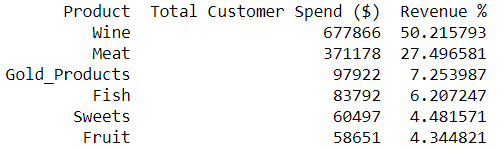 Product Total Customer Spend ($) Revenue %
Wine 677866 50.215793
Meat 371178 27.496581
Gold_Products 97922 7.253987
Fish 83792 6.207247
Sweets 60497 4.481571
Fruit 58651 4.344821